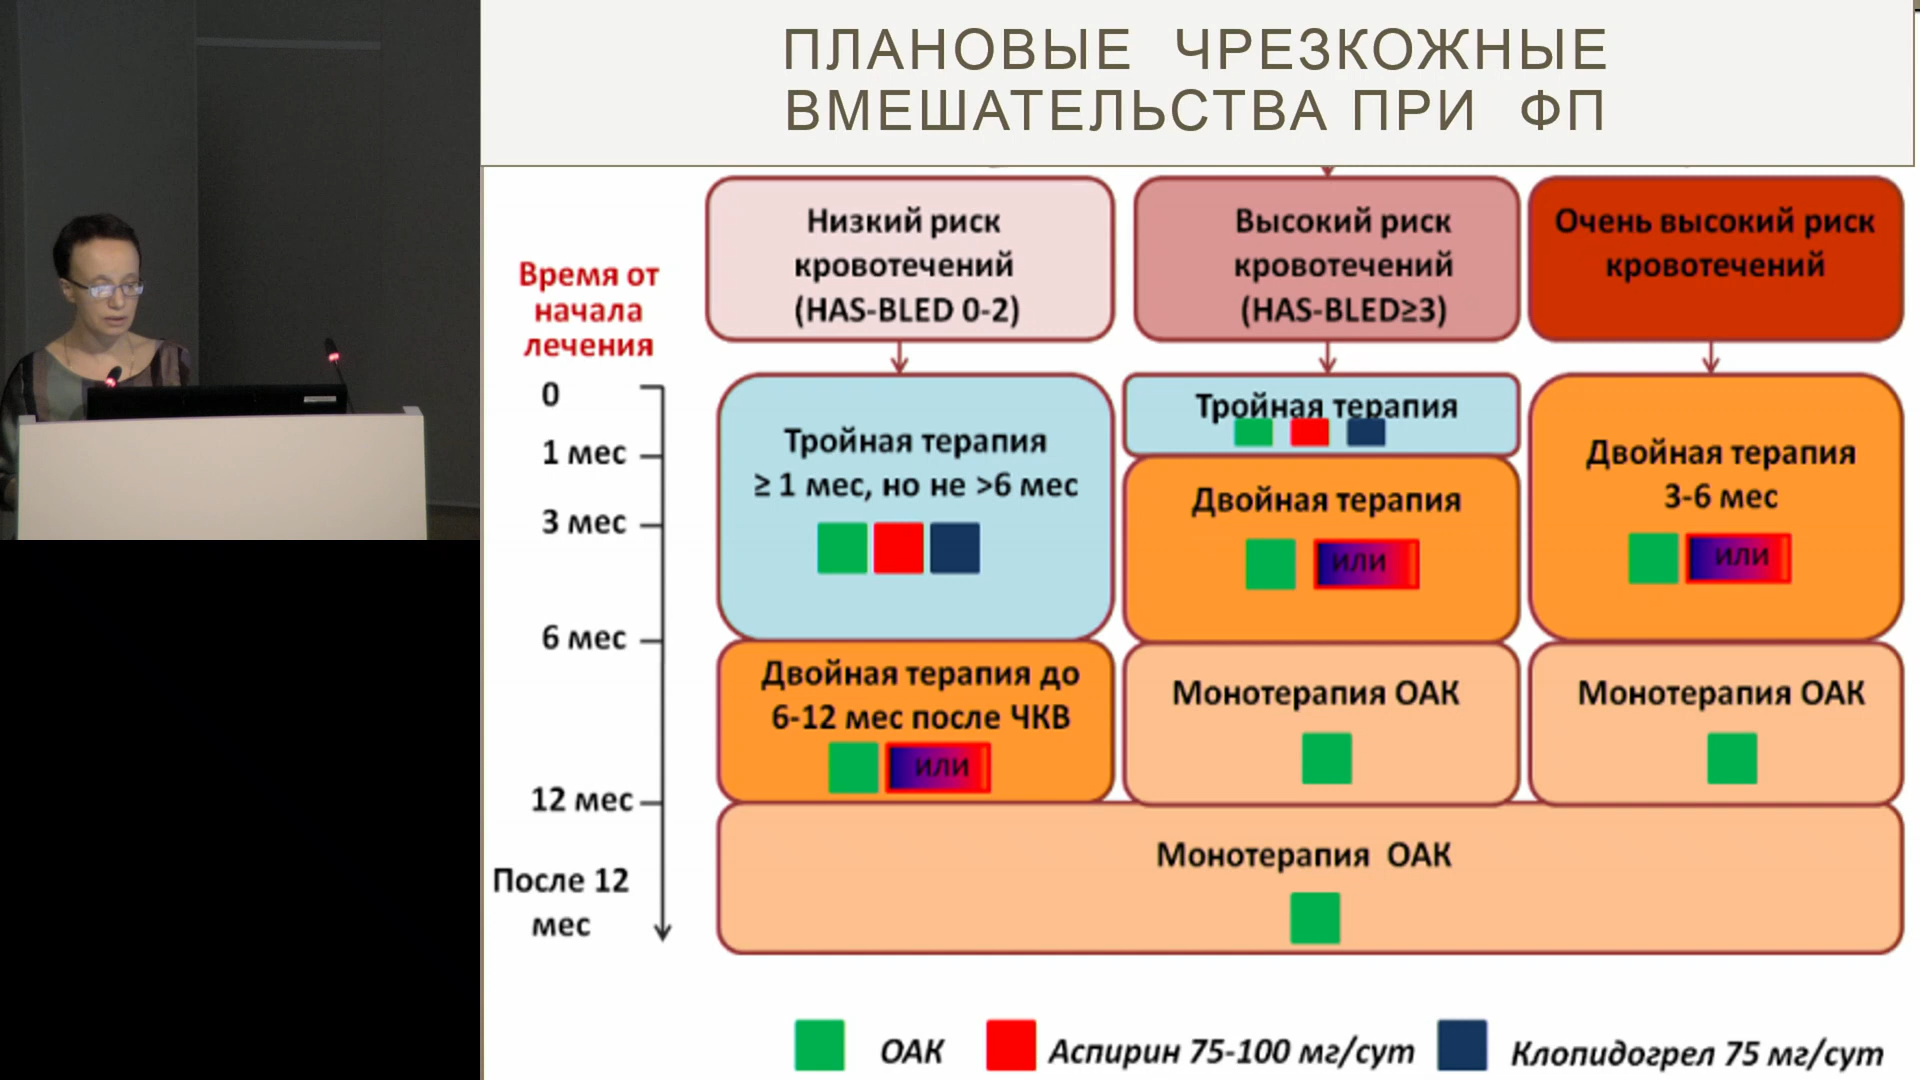 ПЛАНОВЫЕ ЧРЕЗКОЖНЫЕ
ВМЕШАТЕЛЬСТВА ПРИ ФП
Низкий риск
кровотечений
(HAS-BLED 0-2)
Высокий риск
кровотечений
(HAS-BLED≥3)
Очень высокий риск
кровотечений
Время от
начала
лечения
0
1 мес
3 мес
6 мес
12 мес
После 12
мес
Тройная терапия
≥ 1 мес, но не >6 мес
Двойная терапия до
6-12 мес после ЧКВ
ИЛИ
Тройная терапия
Двойная терапия
ИЛИ
Монотерапия ОАК
Двойная терапия
3-6 мес
ИЛИ
Монотерапия ОАК
Монотерапия ОАК
ОАК
Аспирин 75-100 мг/сут
Клопидогрел 75 мг/сут